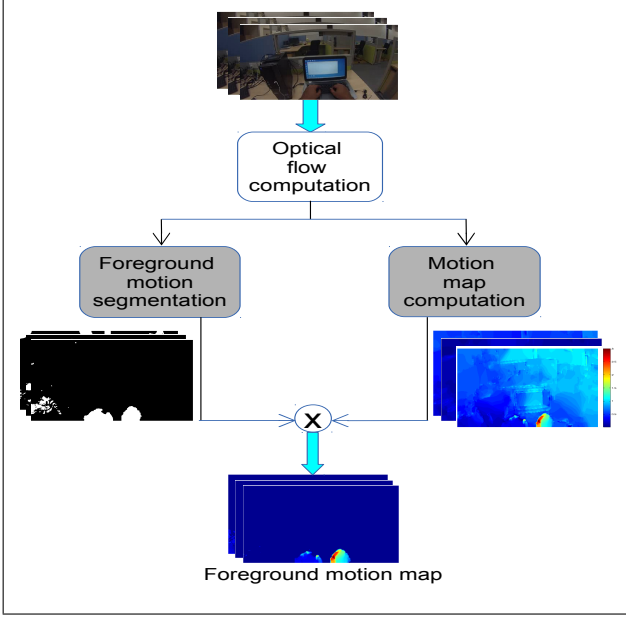 Optical
flow
computation
Foreground
motion
segmentation
Motion
map
computation
X
Foreground motion map